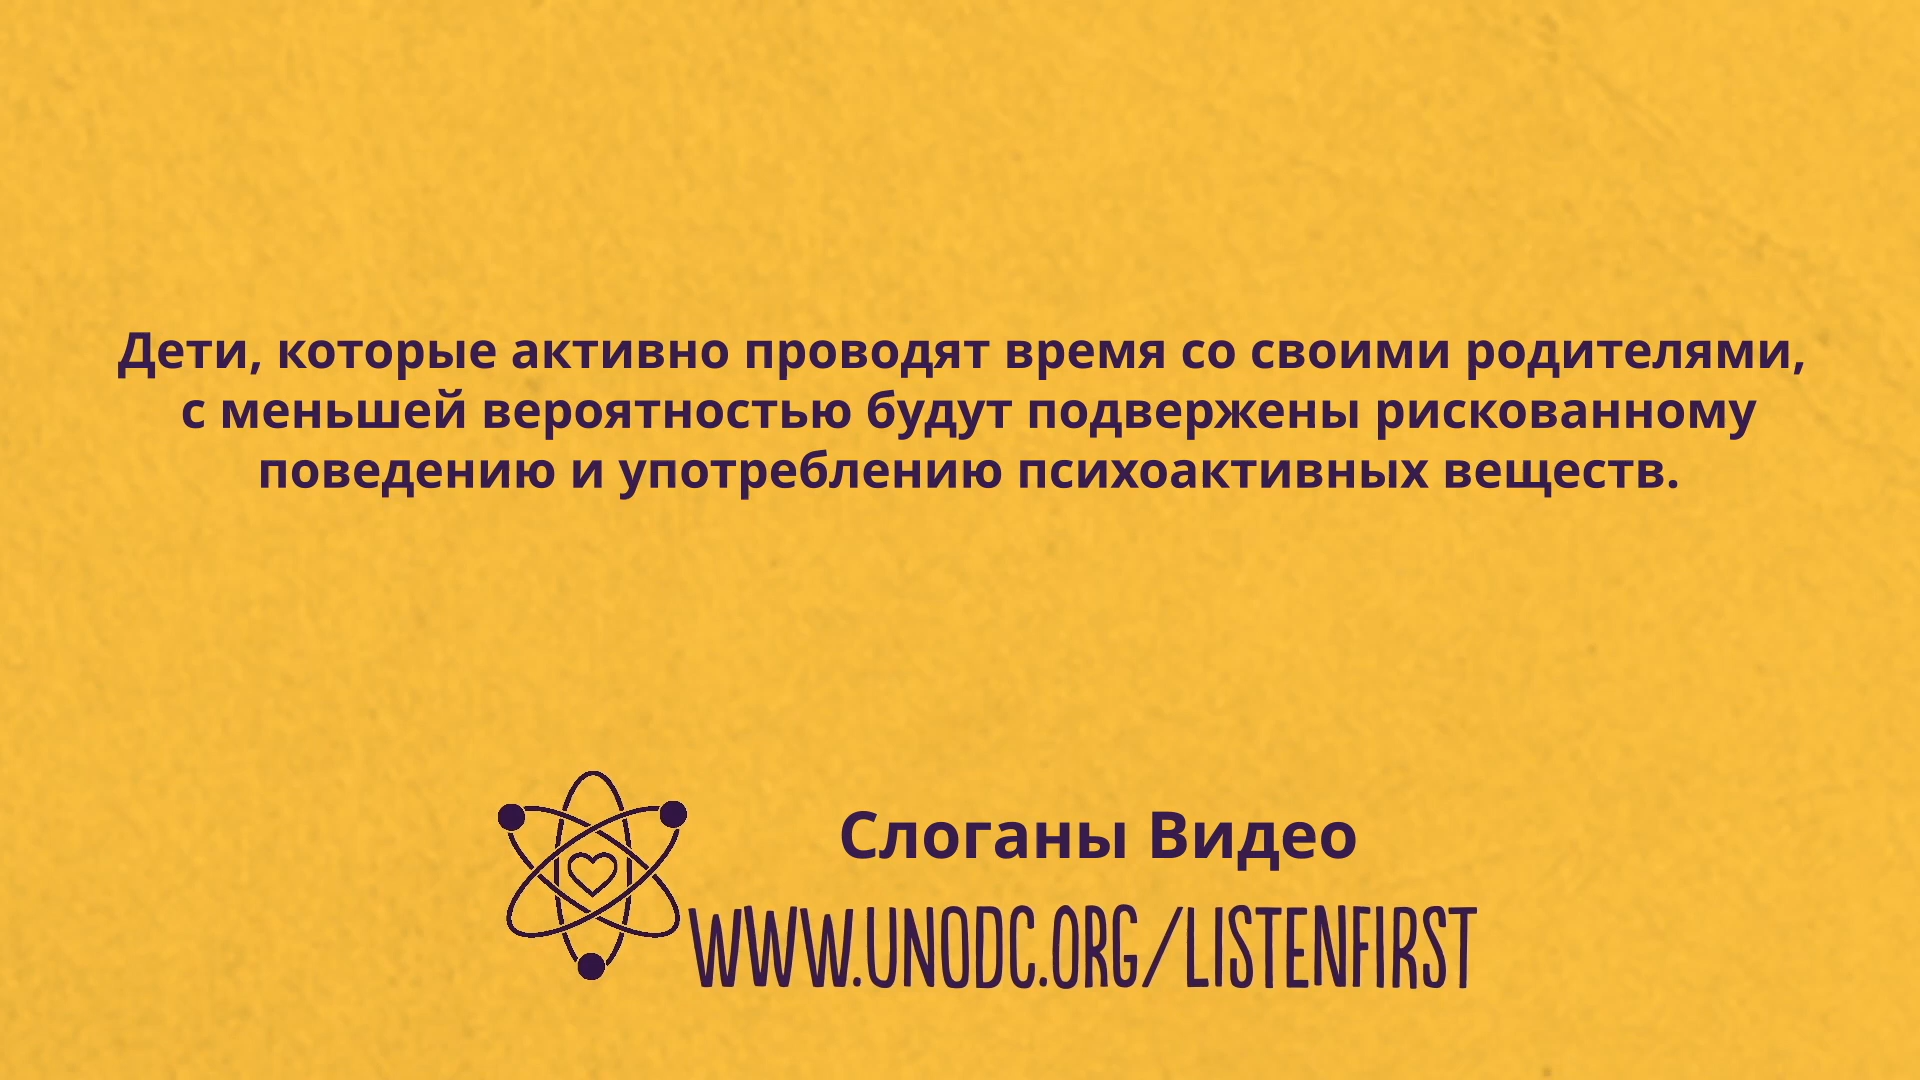 Дети, которые активно проводят время со своими родителями,
с меньшей вероятностью будут подвержены рискованному
поведению и употреблению психоактивных веществ.
Слоганы Видео
WWW.UNODC.ORG/LISTENFIRST